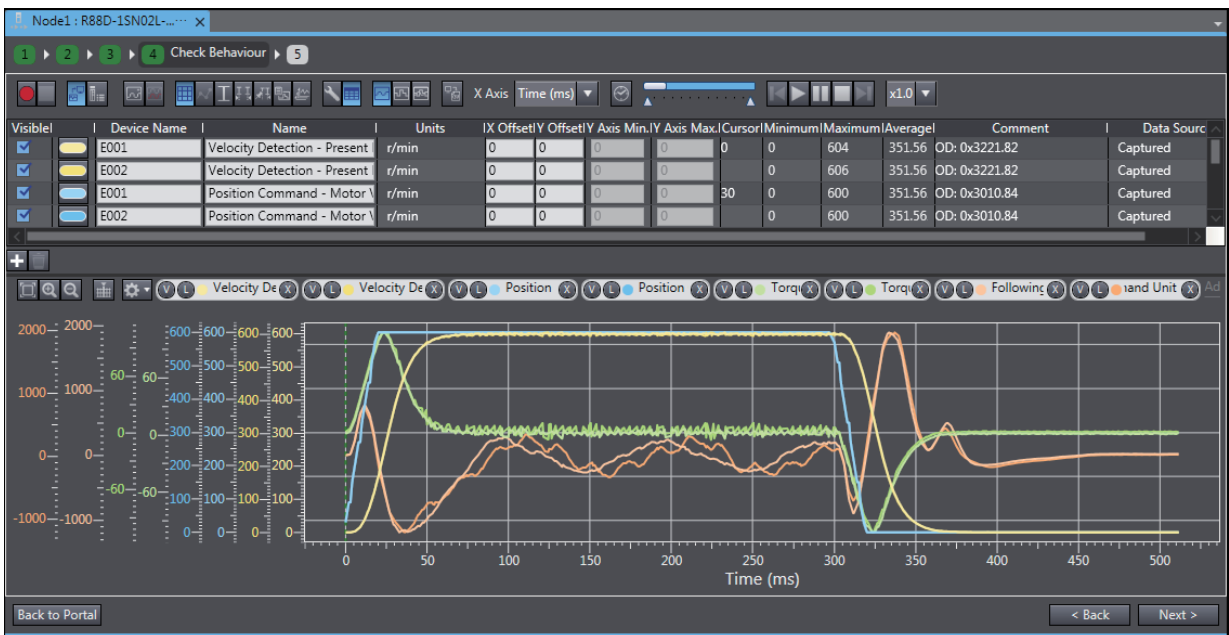 Node1 : R88D-1SN02L-...··· X
1 2 3 4 Check Behaviour 5
X Axis Time (ms) x1.0
Visible Device Name Name Units X Offset Y Offset Y Axis Min. Y Axis Max. Cursor Minimum Maximum Average Comment Data Sourc
E001 Velocity Detection - Present r/min 0 0 0 0 0 0 604 351.56 OD: 0x3221.82 Captured
E002 Velocity Detection - Present r/min 0 0 0 0 0 606 351.56 OD: 0x3221.82 Captured
E001 Position Command - Motor V r/min 0 0 0 0 30 0 600 351.56 OD: 0x3010.84 Captured
E002 Position Command - Motor V r/min 0 0 0 0 0 600 351.56 OD: 0x3010.84 Captured
V L Velocity De X V L Velocity De X V L Position X V L Position X V L Torqu X V L Torqu X V L Following X V L and Unit X Ad
2000 2000 600 600 600 600
60 60 500 500 500 500
1000 1000 400 400 400 400
0 0 300 300 300 300
0 0 200 200 200 200
-60 -60 100 100 100 100
-1000 -1000 0 0 0 0
0 50 100 150 200 250 300 350 400 450 500
Time (ms)
Back to Portal < Back Next >